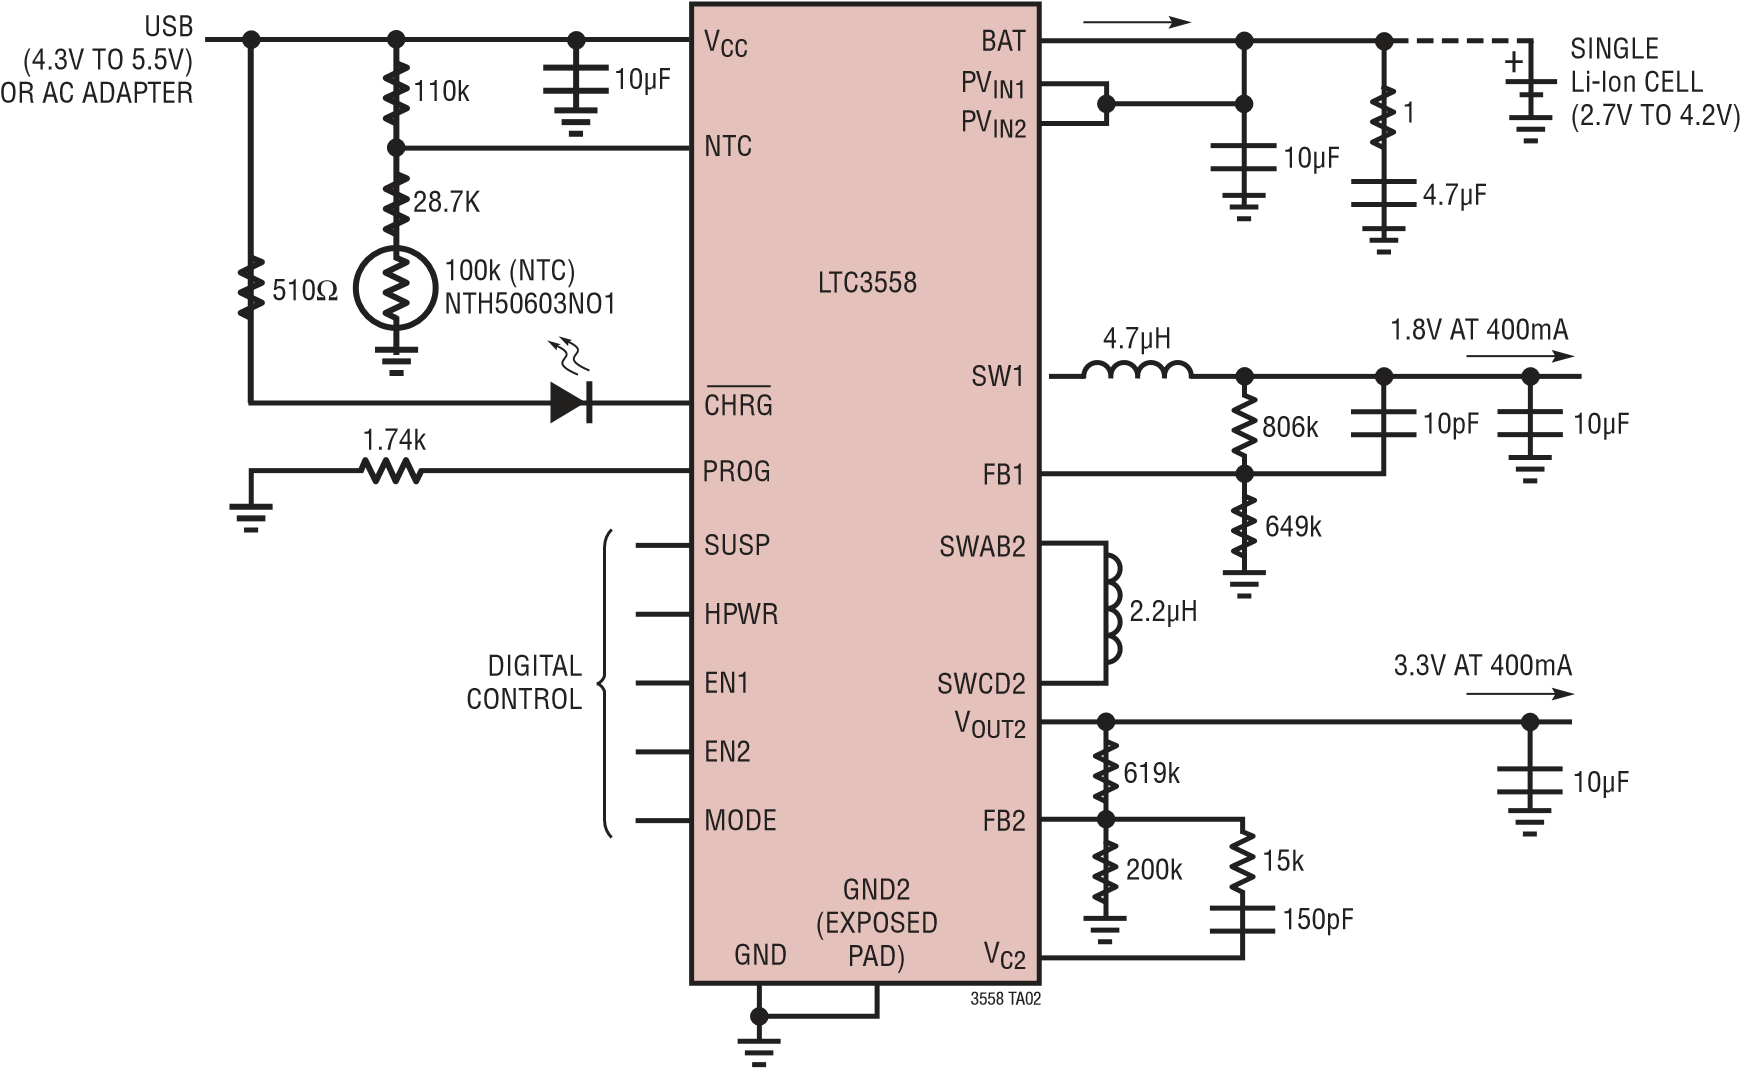 USB
(4.3V TO 5.5V)
OR AC ADAPTER
110k
10µF
28.7K
100k (NTC)
NTH50603NO1
510Ω
1.74k
DIGITAL
CONTROL
VCC
NTC
CHRG
PROG
SUSP
HPWR
EN1
EN2
MODE
GND
GND2
(EXPOSED
PAD)
LTC3558
BAT
PVIN1
PVIN2
SW1
FB1
SWAB2
SWCD2
VOUT2
FB2
VC2
3558 TA02
+
SINGLE
Li-Ion CELL
(2.7V TO 4.2V)
1
10µF
4.7µF
4.7µH
1.8V AT 400mA
806k
10pF
10µF
649k
2.2µH
3.3V AT 400mA
619k
10µF
200k
15k
150pF